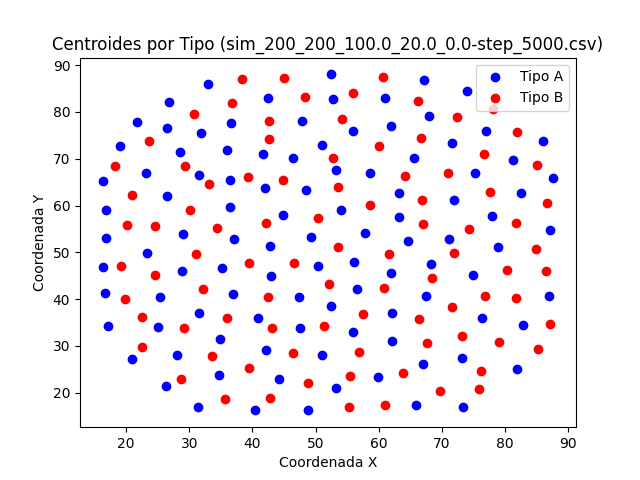 Centroides por Tipo (sim_200_200_100.0_20.0_0.0-step_5000.csv)
Tipo A
Tipo B
Coordenada Y
90
80
70
60
50
40
30
20
20 30 40 50 60 70 80 90
Coordenada X